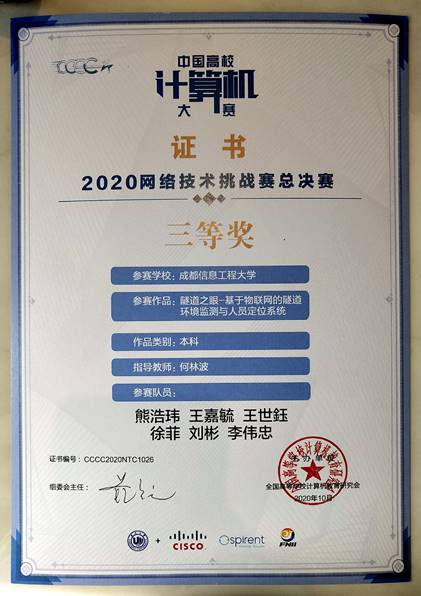 CCCC
中国高校
计算机
大赛
证书
2020网络技术挑战赛总决赛
三等奖
参赛学校：成都信息工程大学
参赛作品：隧道之眼-基于物联网的隧道
环境监测与人员定位系统
作品类别：本科
指导教师：何林波
参赛队员：
熊浩玮 王嘉毓 王世鈺
徐菲 刘彬 李伟忠
证书编号：CCCC2020NTC1026
主办单位
组委会主任：
全国高等学校计算机教育研究会
2020年10月
+ CISCO spirent FNII